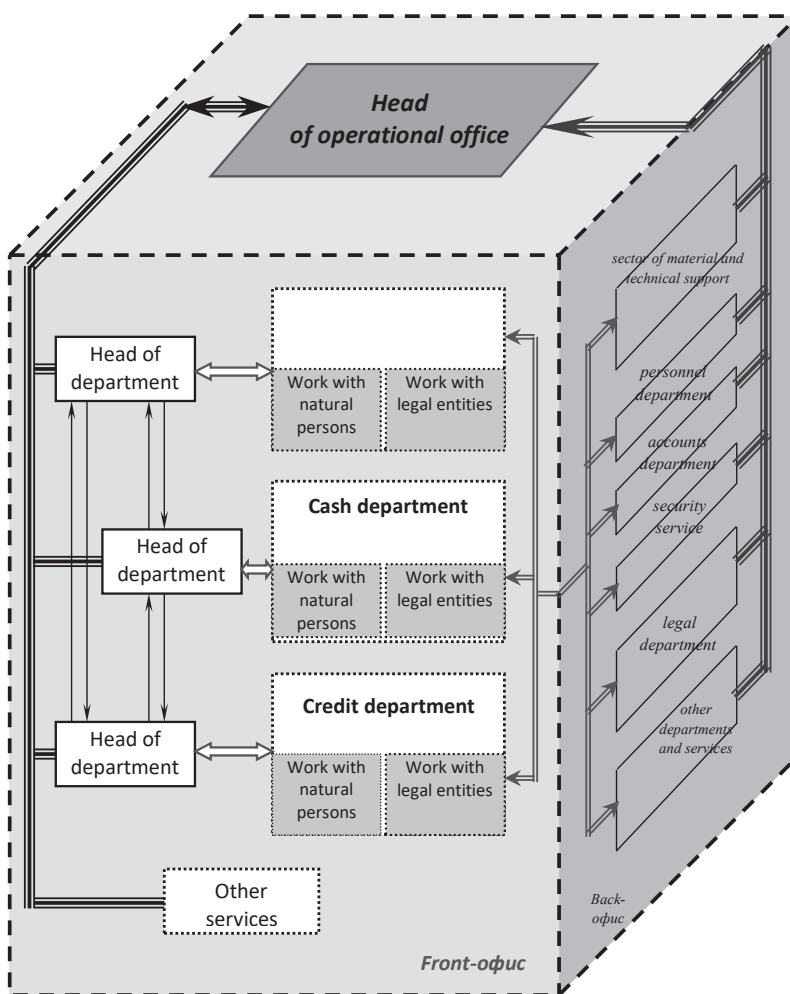 Head
of operational office
Head of
department
Work with
natural
persons
Work with
legal entities
Cash department
Head of
department
Work with
natural
persons
Work with
legal entities
Credit department
Head of
department
Work with
natural
persons
Work with
legal entities
Other
services
Front-офис
sector of material and
technical support
personnel
department
accounts
department
security
service
legal
department
other
departments
and services
Back-
офис